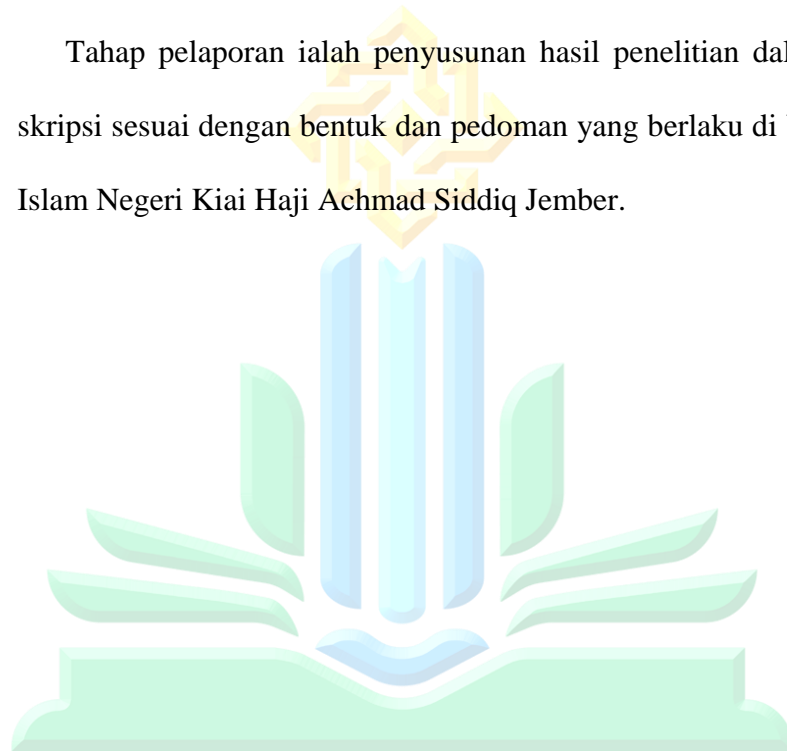 Tahap pelaporan ialah penyusunan hasil penelitian
skripsi sesuai dengan bentuk dan pedoman yang berlaku di
Islam Negeri Kiai Haji Achmad Siddiq Jember.